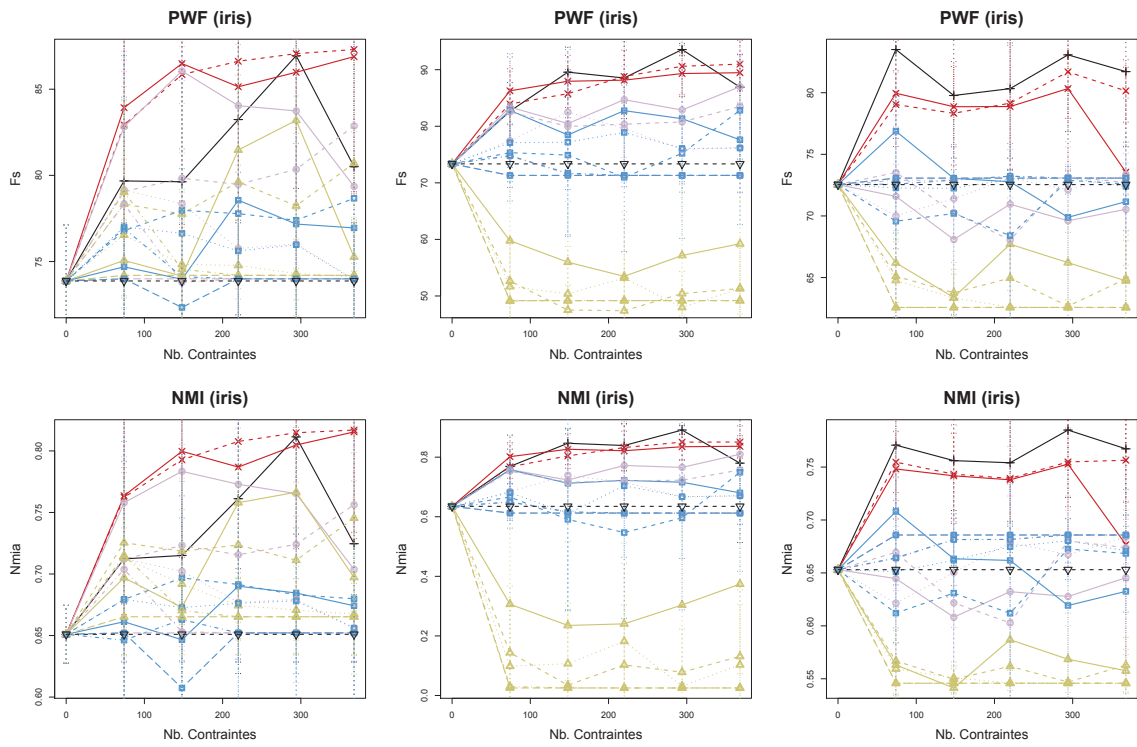 PWF (iris)
Fs
85
80
75
0 100 200 300
Nb. Contraintes
PWF (iris)
Fs
90
80
70
60
50
0 100 200 300
Nb. Contraintes
PWF (iris)
Fs
80
75
70
65
0 100 200 300
Nb. Contraintes
NMI (iris)
Nmia
0.80
0.75
0.70
0.65
0.60
0 100 200 300
Nb. Contraintes
NMI (iris)
Nmia
0.8
0.6
0.4
0.2
0.0
0 100 200 300
Nb. Contraintes
NMI (iris)
Nmia
0.75
0.70
0.65
0.60
0.55
0 100 200 300
Nb. Contraintes